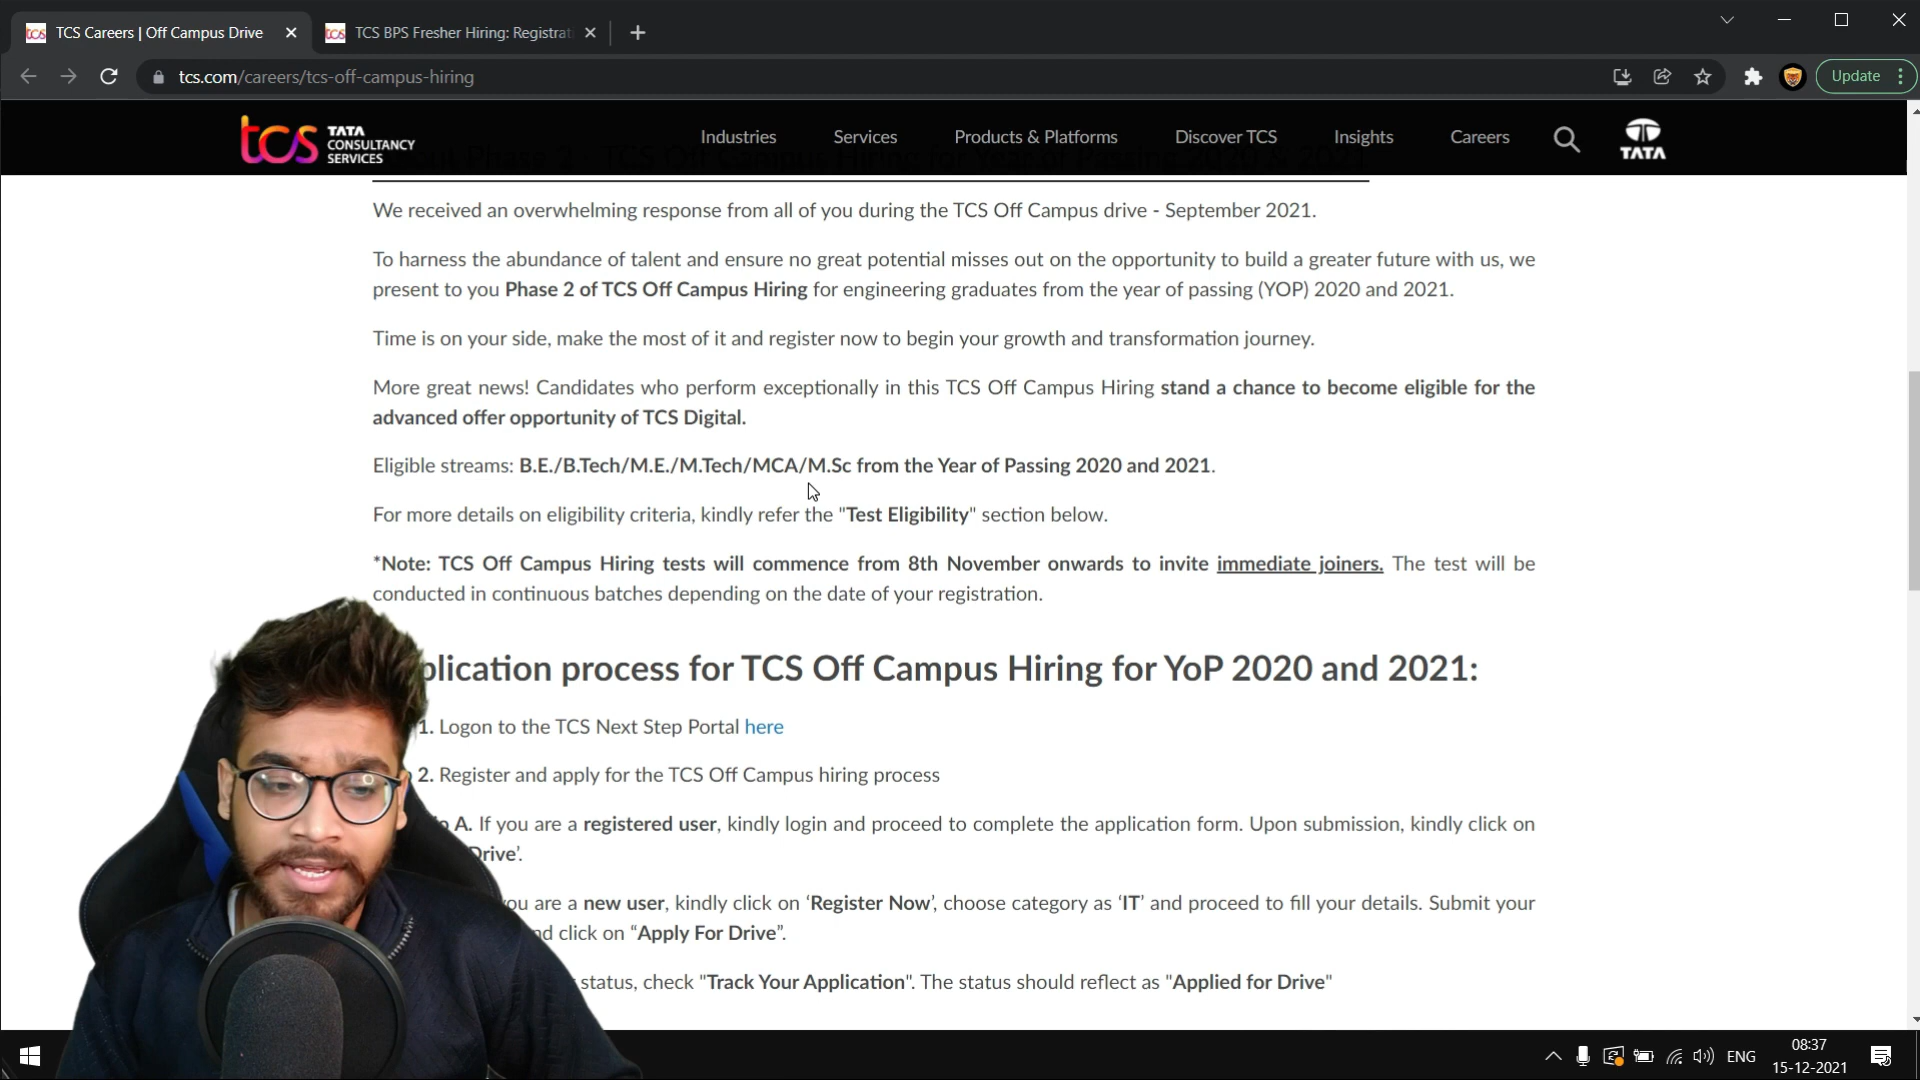 TCS Careers | Off Campus Drive
TCS BPS Fresher Hiring: Registrat
tcs.com/careers/tcs-off-campus-hiring
Update
tcs TATA CONSULTANCY SERVICES
Industries
Services
Products & Platforms
Discover TCS
Insights
Careers
TATA
Phase 2 - TCS Off Campus Hiring for Year of Passing 2020 & 2021
We received an overwhelming response from all of you during the TCS Off Campus drive - September 2021.
To harness the abundance of talent and ensure no great potential misses out on the opportunity to build a greater future with us, we
present to you Phase 2 of TCS Off Campus Hiring for engineering graduates from the year of passing (YOP) 2020 and 2021.
Time is on your side, make the most of it and register now to begin your growth and transformation journey.
More great news! Candidates who perform exceptionally in this TCS Off Campus Hiring stand a chance to become eligible for the
advanced offer opportunity of TCS Digital.
Eligible streams: B.E./B.Tech/M.E./M.Tech/MCA/M.Sc from the Year of Passing 2020 and 2021.
For more details on eligibility criteria, kindly refer the "Test Eligibility" section below.
*Note: TCS Off Campus Hiring tests will commence from 8th November onwards to invite immediate joiners. The test will be
conducted in continuous batches depending on the date of your registration.
plication process for TCS Off Campus Hiring for YoP 2020 and 2021:
1. Logon to the TCS Next Step Portal here
2. Register and apply for the TCS Off Campus hiring process
A. If you are a registered user, kindly login and proceed to complete the application form. Upon submission, kindly click on
Drive'.
you are a new user, kindly click on ‘Register Now’, choose category as ‘IT’ and proceed to fill your details. Submit your
nd click on “Apply For Drive”.
status, check "Track Your Application". The status should reflect as "Applied for Drive"
ENG
08:37
15-12-2021